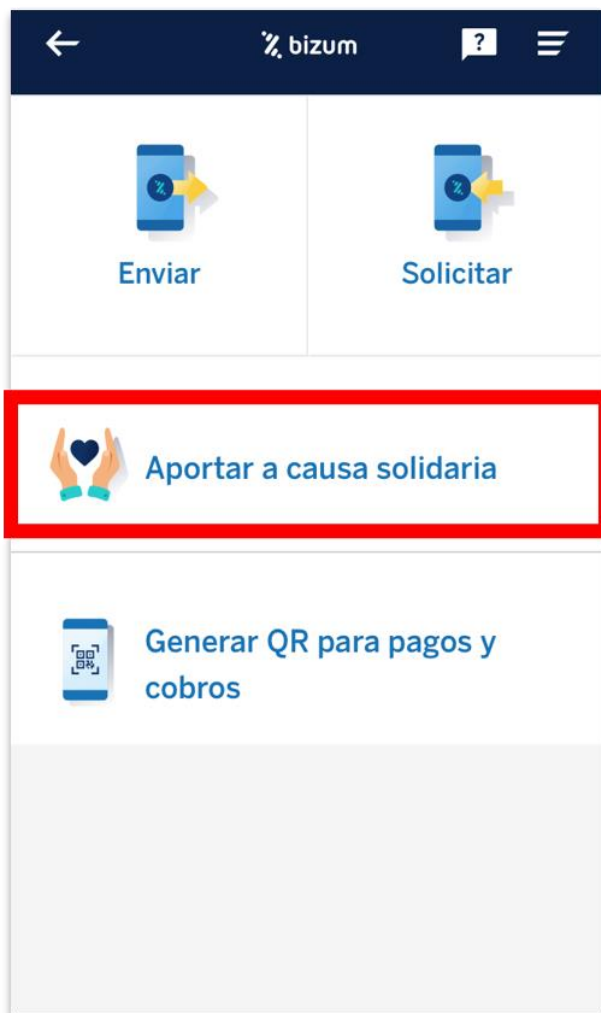 bizum
?
Enviar
Solicitar
Aportar a causa solidaria
Generar QR para pagos y
cobros